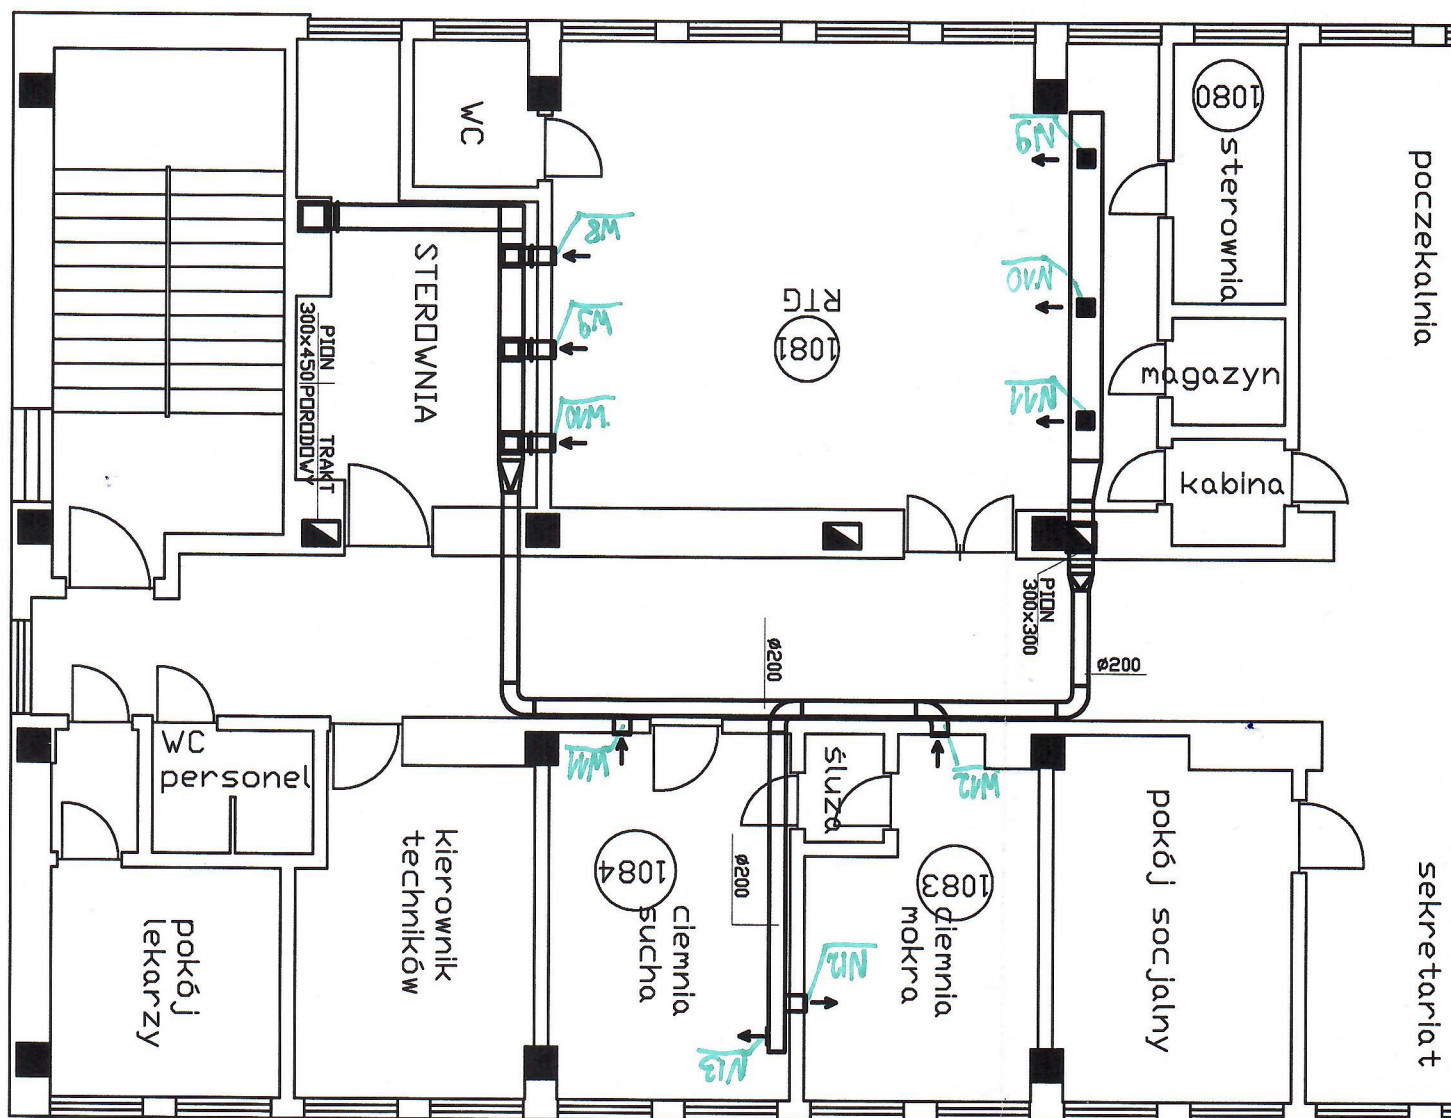 WC
1080
sterownia
poczekalnia
N9
W8
STEROWNIA
N10
RTG
1081
W9
PION
300x450
TRAKT
PORODOWY
W10
N11
magazyn
kabina
PION
300x300
ø200
ø200
WC
personel
W11
śluza
W12
kierownik
techników
1084
ciemnia
sucha
ø200
1083
ciemnia
mokra
pokój socjalny
sekretariat
pokój
lekarzy
N12
N13